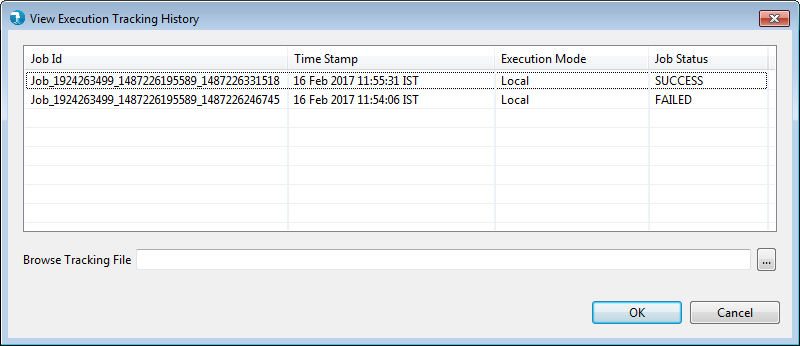 View Execution Tracking History
Job Id Time Stamp Execution Mode Job Status
Job_1924263499_1487226195589_1487226331518 16 Feb 2017 11:55:31 IST Local SUCCESS
Job_1924263499_1487226195589_1487226246745 16 Feb 2017 11:54:06 IST Local FAILED
Browse Tracking File ...
OK Cancel